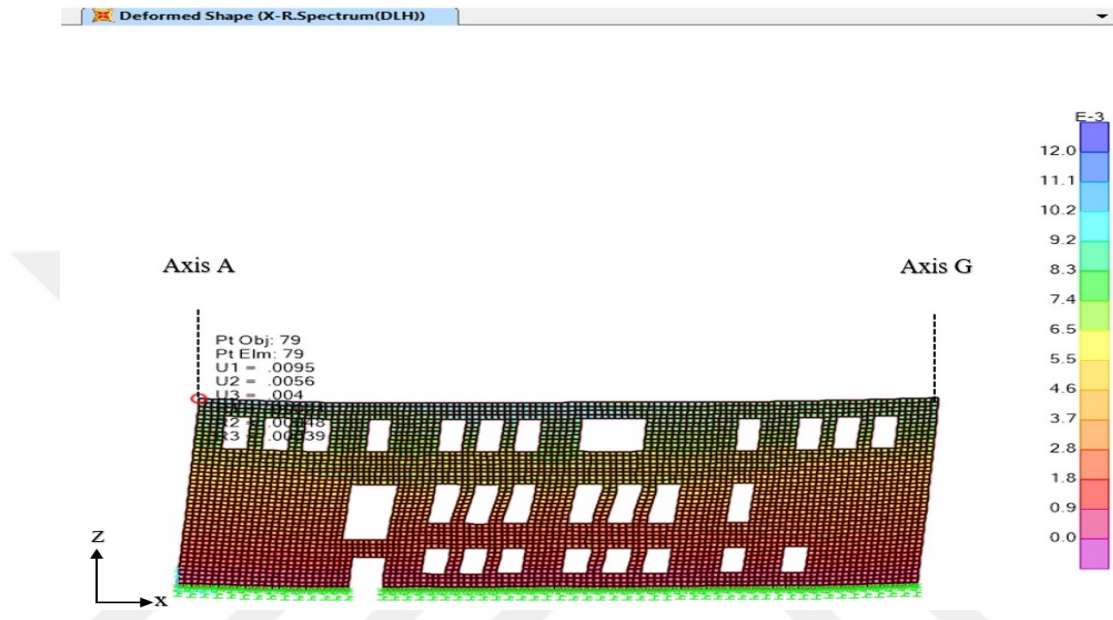 Deformed Shape (X-R.Spectrum(DLH))
E-3
12.0
11.1
10.2
9.2
8.3
7.4
6.5
5.5
4.6
3.7
2.8
1.8
0.9
0.0
Axis A
Axis G
Pt Obj: 79
Pt Elm: 79
U1 = .0095
U2 = .0056
U3 = .004
Z
X